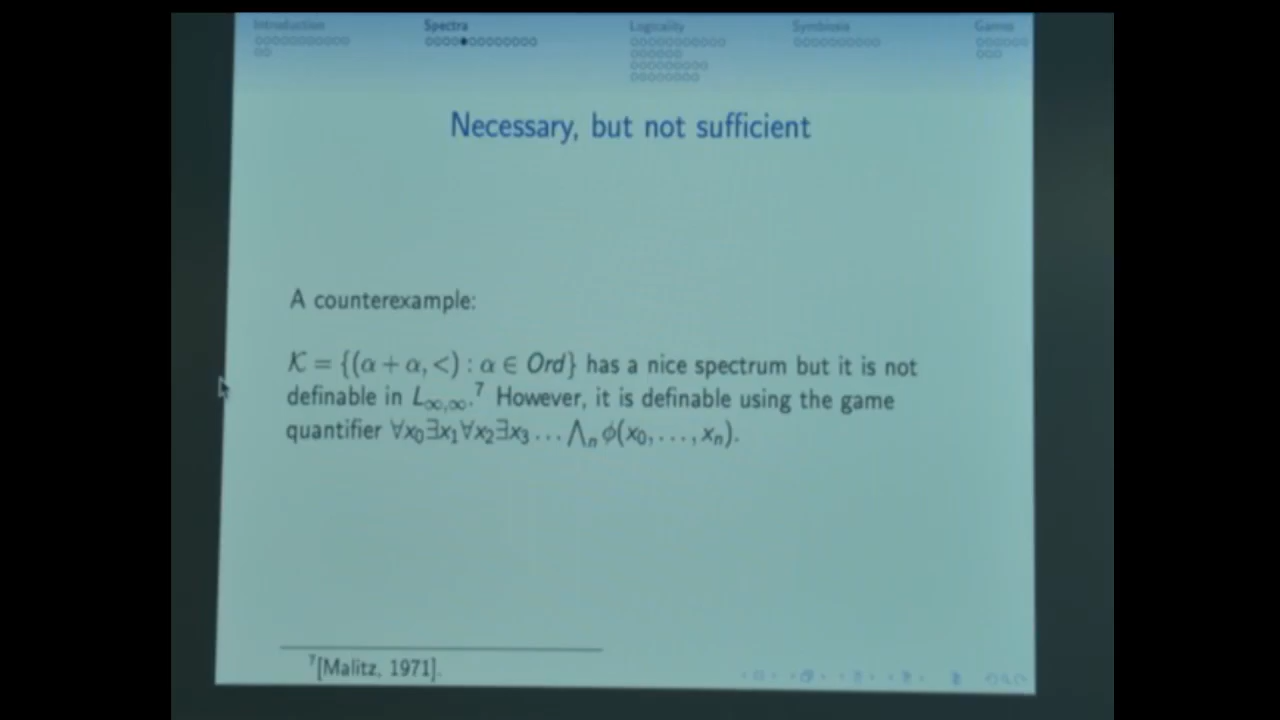 Introduction Spectra Logicality Symbiosis Games
Necessary, but not sufficient
A counterexample:
𝒦 = {(α + α, <) : α ∈ Ord} has a nice spectrum but it is not
definable in L∞,∞.⁷ However, it is definable using the game
quantifier ∀x₀∃x₁∀x₂∃x₃ … ⋀ₙ ϕ(x₀, … , xₙ).
⁷[Malitz, 1971].